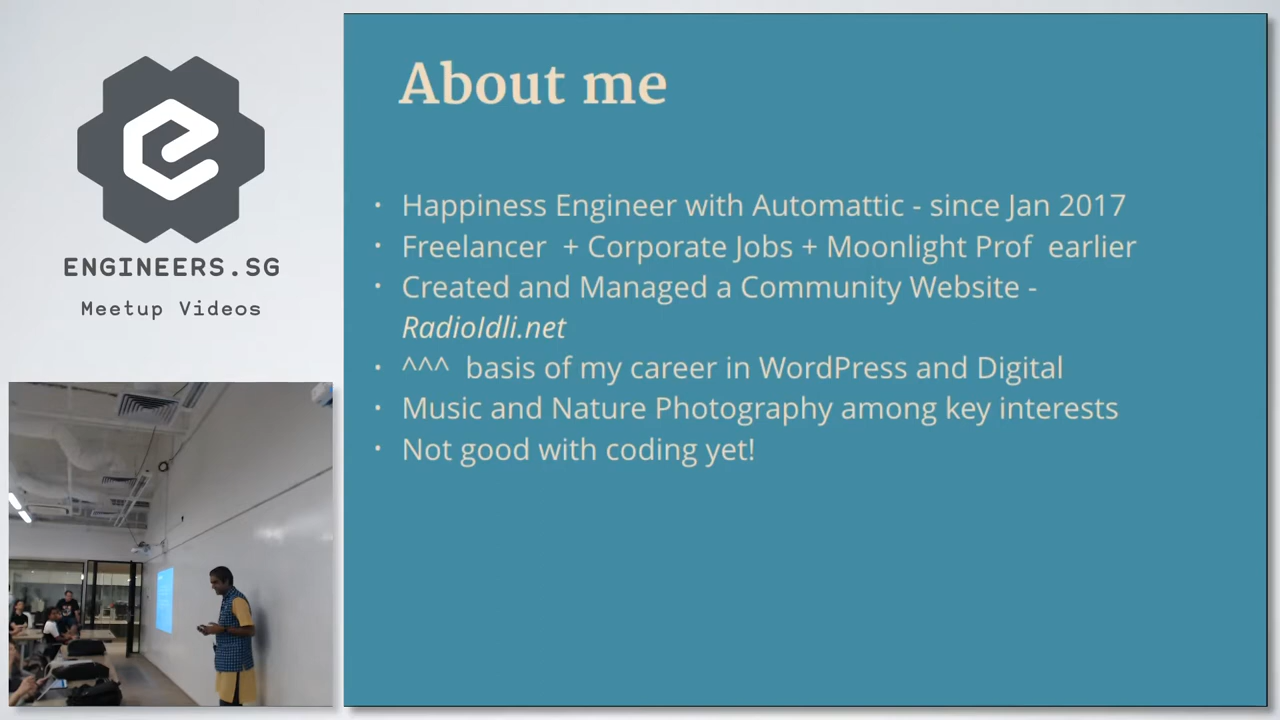 ENGINEERS.SG
Meetup Videos
About me
• Happiness Engineer with Automattic - since Jan 2017
• Freelancer + Corporate Jobs + Moonlight Prof earlier
• Created and Managed a Community Website -
RadioIdli.net
• ^^^ basis of my career in WordPress and Digital
• Music and Nature Photography among key interests
• Not good with coding yet!